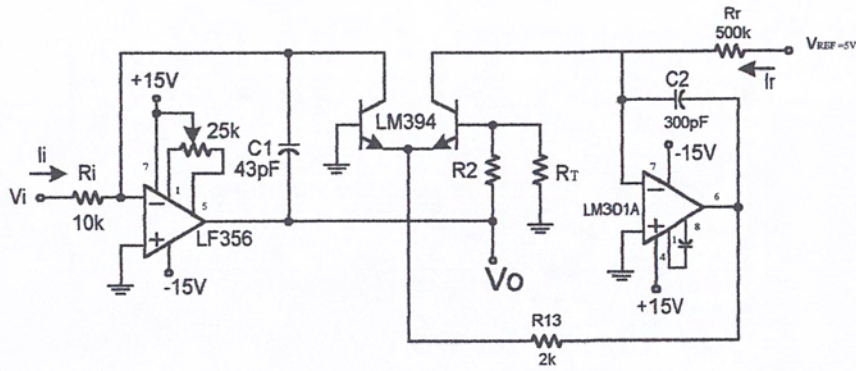 Rr
500k
VREF =5V
Ir
C2
300pF
+15V
25k
7
1
5
Ii
Ri
Vi
10k
LF356
-15V
C1
43pF
LM394
R2
RT
Vo
-15V
7
6
LM301A
1
8
4
+15V
R13
2k